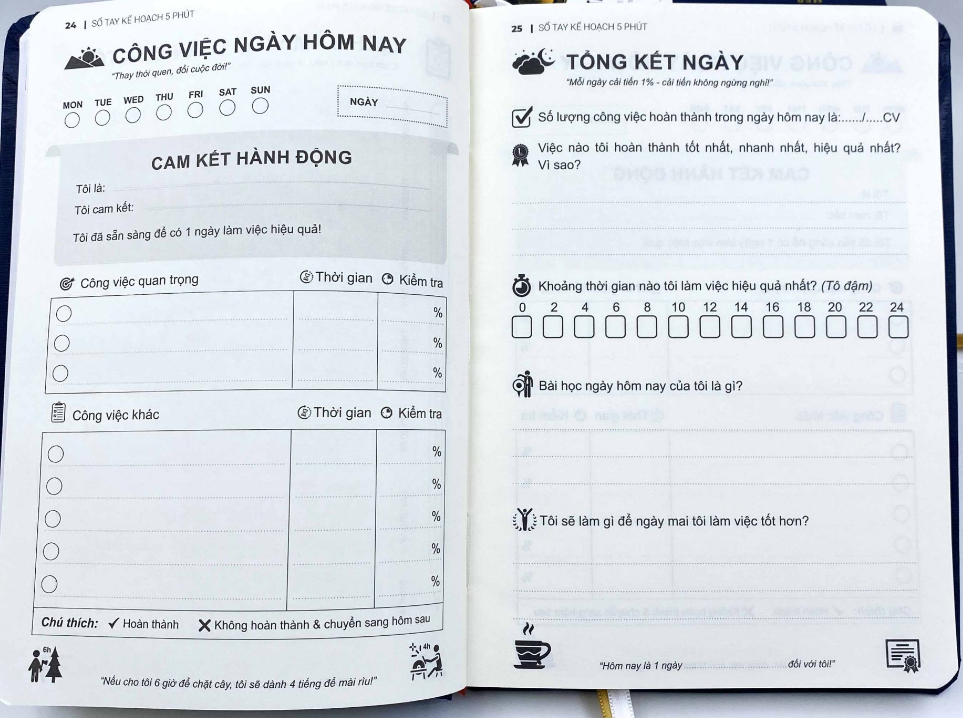 24 | SỔ TAY KẾ HOẠCH 5 PHÚT
CÔNG VIỆC NGÀY HÔM NAY
"Thay thói quen, đổi cuộc đời!"
MON TUE WED THU FRI SAT SUN
NGÀY
CAM KẾT HÀNH ĐỘNG
Tôi là:
Tôi cam kết:
Tôi đã sẵn sàng để có 1 ngày làm việc hiệu quả!
Công việc quan trọng Thời gian Kiểm tra
%
%
%
Công việc khác Thời gian Kiểm tra
%
%
%
%
%
Chú thích: Hoàn thành Không hoàn thành & chuyển sang hôm sau
6h 4h
"Nếu cho tôi 6 giờ để chặt cây, tôi sẽ dành 4 tiếng để mài rìu!"
25 | SỔ TAY KẾ HOẠCH 5 PHÚT
TỔNG KẾT NGÀY
"Mỗi ngày cải tiến 1% - cải tiến không ngừng nghỉ!"
Số lượng công việc hoàn thành trong ngày hôm nay là:....../.....CV
Việc nào tôi hoàn thành tốt nhất, nhanh nhất, hiệu quả nhất?
Vì sao?
Khoảng thời gian nào tôi làm việc hiệu quả nhất? (Tô đậm)
0 2 4 6 8 10 12 14 16 18 20 22 24
Bài học ngày hôm nay của tôi là gì?
Tôi sẽ làm gì để ngày mai tôi làm việc tốt hơn?
"Hôm nay là 1 ngày ........................ đối với tôi!"